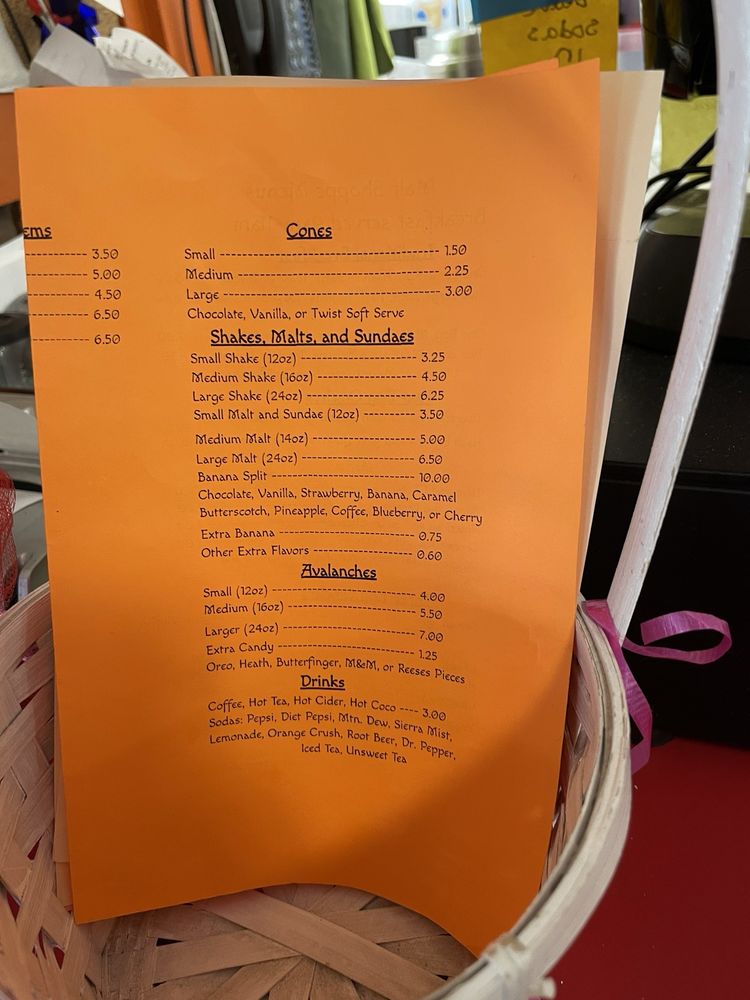 ems
3.50
5.00
4.50
6.50
6.50
Cones
Small ---------------------------------------- 1.50
Medium -------------------------------------- 2.25
Large ---------------------------------------- 3.00
Chocolate, Vanilla, or Twist Soft Serve
Shakes, Malts, and Sundaes
Small Shake (12oz) --------------------- 3.25
Medium Shake (16oz) ------------------- 4.50
Large Shake (24oz) --------------------- 6.25
Small Malt and Sundae (12oz) ---------- 3.50
Medium Malt (14oz) ------------------- 5.00
Large Malt (24oz) --------------------- 6.50
Banana Split -------------------------- 10.00
Chocolate, Vanilla, Strawberry, Banana, Caramel
Butterscotch, Pineapple, Coffee, Blueberry, or Cherry
Extra Banana -------------------------- 0.75
Other Extra Flavors ------------------- 0.60
Avalanches
Small (12oz) --------------------------- 4.00
Medium (16oz) ------------------------- 5.50
Larger (24oz) ------------------------- 7.00
Extra Candy --------------------------- 1.25
Oreo, Heath, Butterfinger, M&M, or Reeses Pieces
Drinks
Coffee, Hot Tea, Hot Cider, Hot Coco ---- 3.00
Sodas: Pepsi, Diet Pepsi, Mtn. Dew, Sierra Mist,
Lemonade, Orange Crush, Root Beer, Dr. Pepper,
Iced Tea, Unsweet Tea